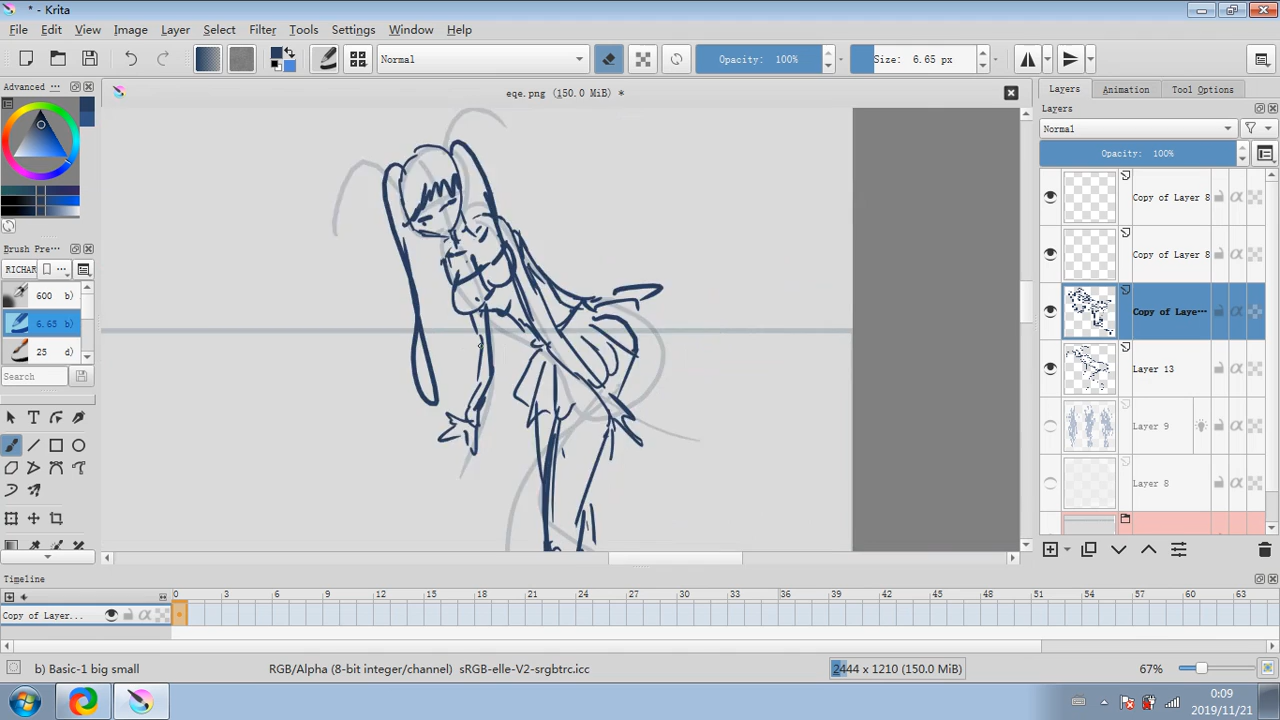 * - Krita
File Edit View Image Layer Select Filter Tools Settings Window Help
Normal Opacity: 100% Size: 6.65 px
Advanced ...
eqe.png (150.0 MiB) *
Layers Animation Tool Options
Layers
Normal
Opacity: 100%
Copy of Layer 8
Copy of Layer 8
Copy of Laye...
Layer 13
Layer 9
Layer 8
Brush Pre...
RICHAR ...
600 b)
6.65 b)
25 d)
Search
Timeline
0 3 6 9 12 15 18 21 24 27 30 33 36 39 42 45 48 51 54 57 60 63
Copy of Layer...
b) Basic-1 big small RGB/Alpha (8-bit integer/channel) sRGB-elle-V2-srgbtrc.icc 2444 x 1210 (150.0 MiB) 67%
0:09
2019/11/21